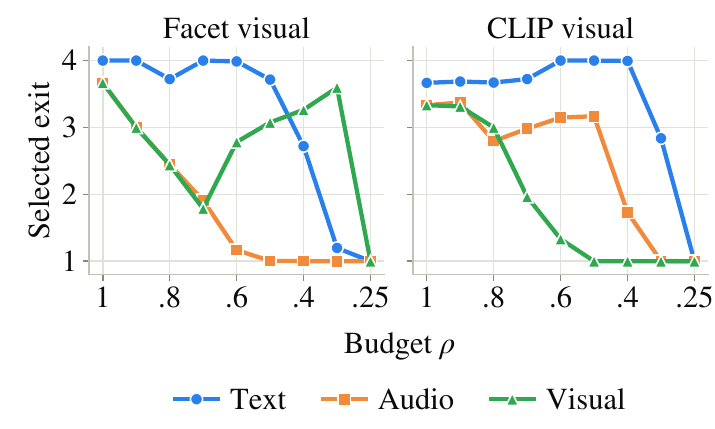 Facet visual
CLIP visual
Selected exit
4
3
2
1
1 .8 .6 .4 .25
1 .8 .6 .4 .25
Budget ρ
Text Audio Visual